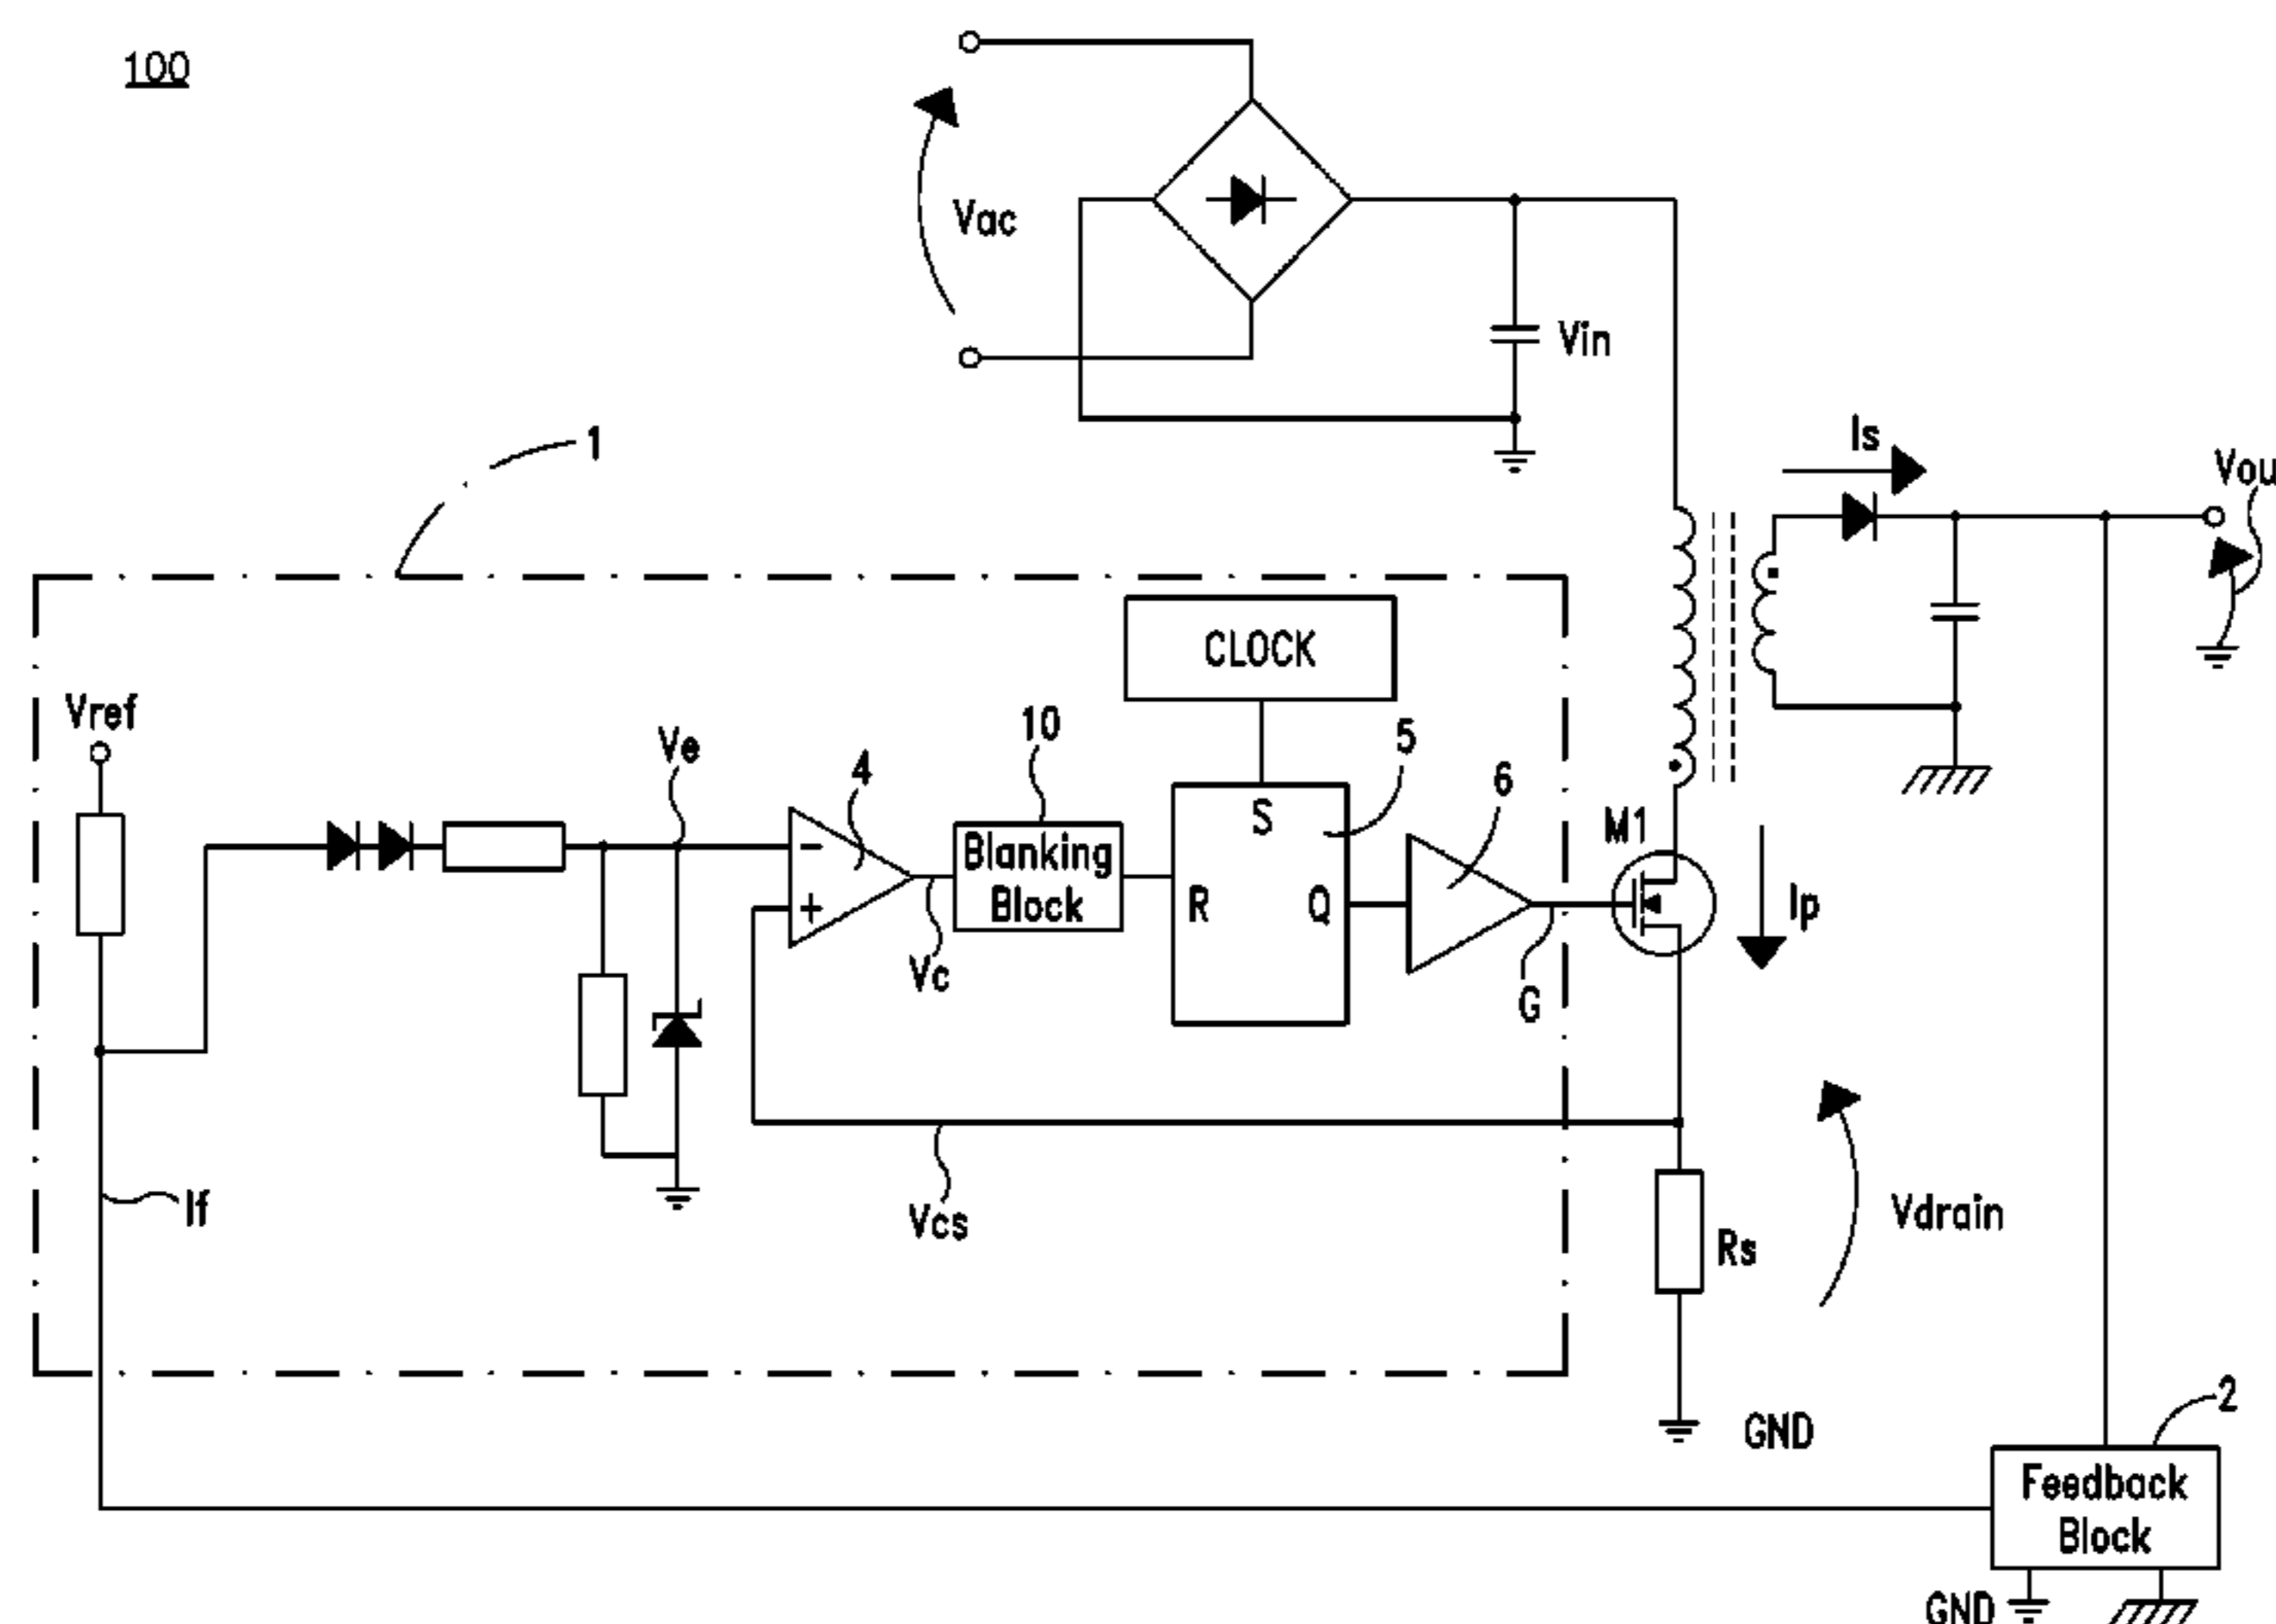 100
Vac
Vin
1
Is
Vou
CLOCK
Vref
Ve
4
10
5
6
S
M1
Blanking
Block
R
Q
Ip
Vc
G
If
Vcs
Rs
Vdrain
GND
2
Feedback
Block
GND